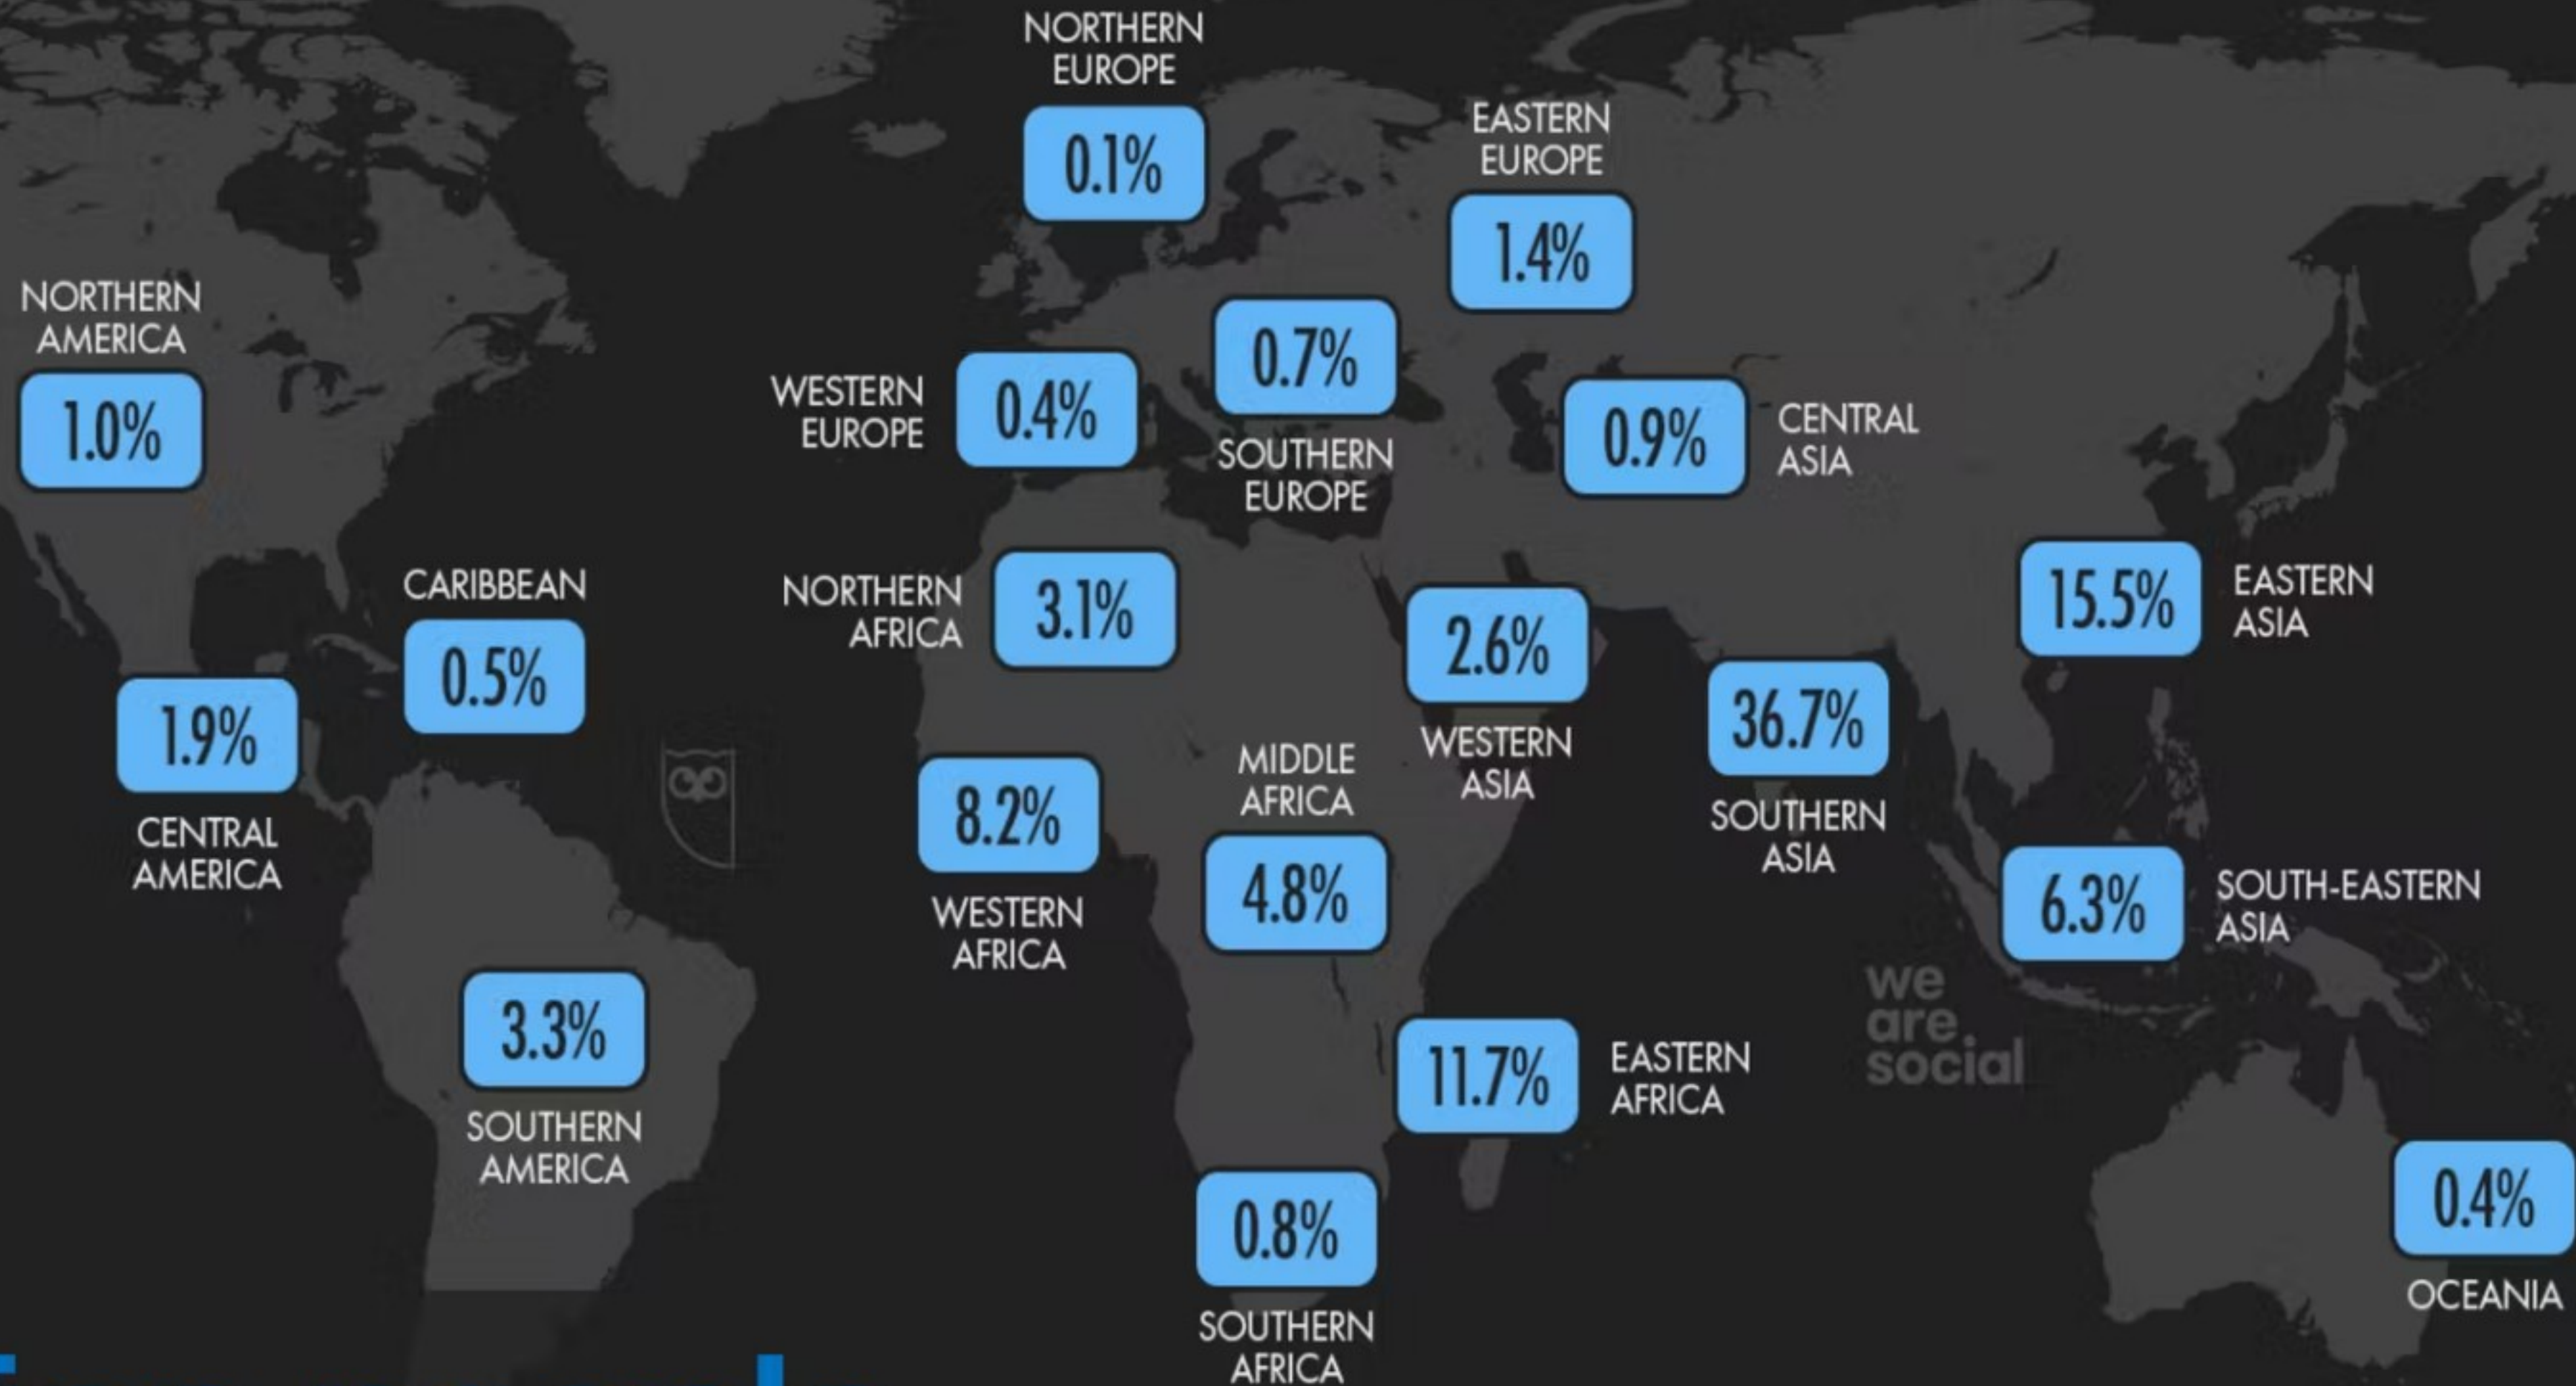 NORTHERN
EUROPE
0.1%
EASTERN
EUROPE
1.4%
NORTHERN
AMERICA
1.0%
WESTERN
EUROPE
0.4%
0.7%
SOUTHERN
EUROPE
0.9%
CENTRAL
ASIA
CARIBBEAN
0.5%
NORTHERN
AFRICA
3.1%
2.6%
WESTERN
ASIA
15.5%
EASTERN
ASIA
1.9%
CENTRAL
AMERICA
36.7%
SOUTHERN
ASIA
8.2%
WESTERN
AFRICA
MIDDLE
AFRICA
4.8%
6.3%
SOUTH-EASTERN
ASIA
3.3%
SOUTHERN
AMERICA
11.7%
EASTERN
AFRICA
we
are.
social
0.8%
SOUTHERN
AFRICA
0.4%
OCEANIA